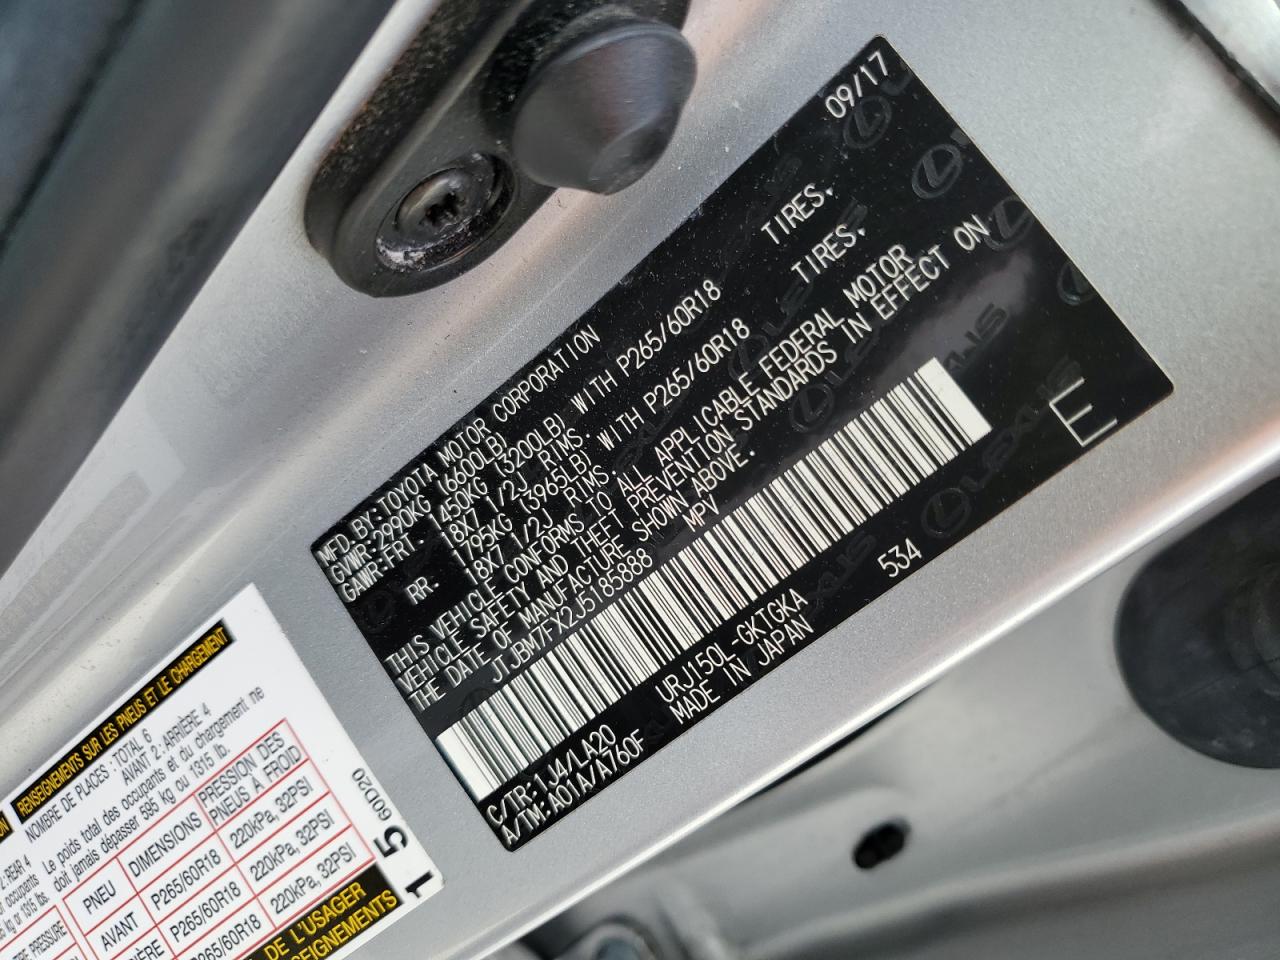 09/17
MFD. BY:TOYOTA MOTOR CORPORATION
GVWR:2990KG (6600LB)
GAWR:FRT. 1450KG (3200LB) WITH P265/60R18 TIRES.
18X7 1/2J RIMS.
RR. 1795KG (3965LB) WITH P265/60R18 TIRES.
18X7 1/2J RIMS.
THIS VEHICLE CONFORMS TO ALL APPLICABLE FEDERAL MOTOR
VEHICLE SAFETY AND THEFT PREVENTION STANDARDS IN EFFECT ON
THE DATE OF MANUFACTURE SHOWN ABOVE.
JTJBM7FX2J5185888 MPV
E
C/TR:1J4/LA20 URJ150L-GKTGKA 534
A/TM:A01A/A760F MADE IN JAPAN
LEXUS
RENSEIGNEMENTS SUR LES PNEUS ET LE CHARGEMENT
NOMBRE DE PLACES : TOTAL 6
AVANT 2 : ARRIÈRE 4
Le poids total des occupants et du chargement ne
doit jamais dépasser 595 kg ou 1315 lb.
PNEU DIMENSIONS PRESSION DES PNEUS À FROID
AVANT P265/60R18 220kPa, 32PSI
P265/60R18 220kPa, 32PSI
P265/60R18 220kPa, 32PSI
DE L'USAGER
60D20
1 5